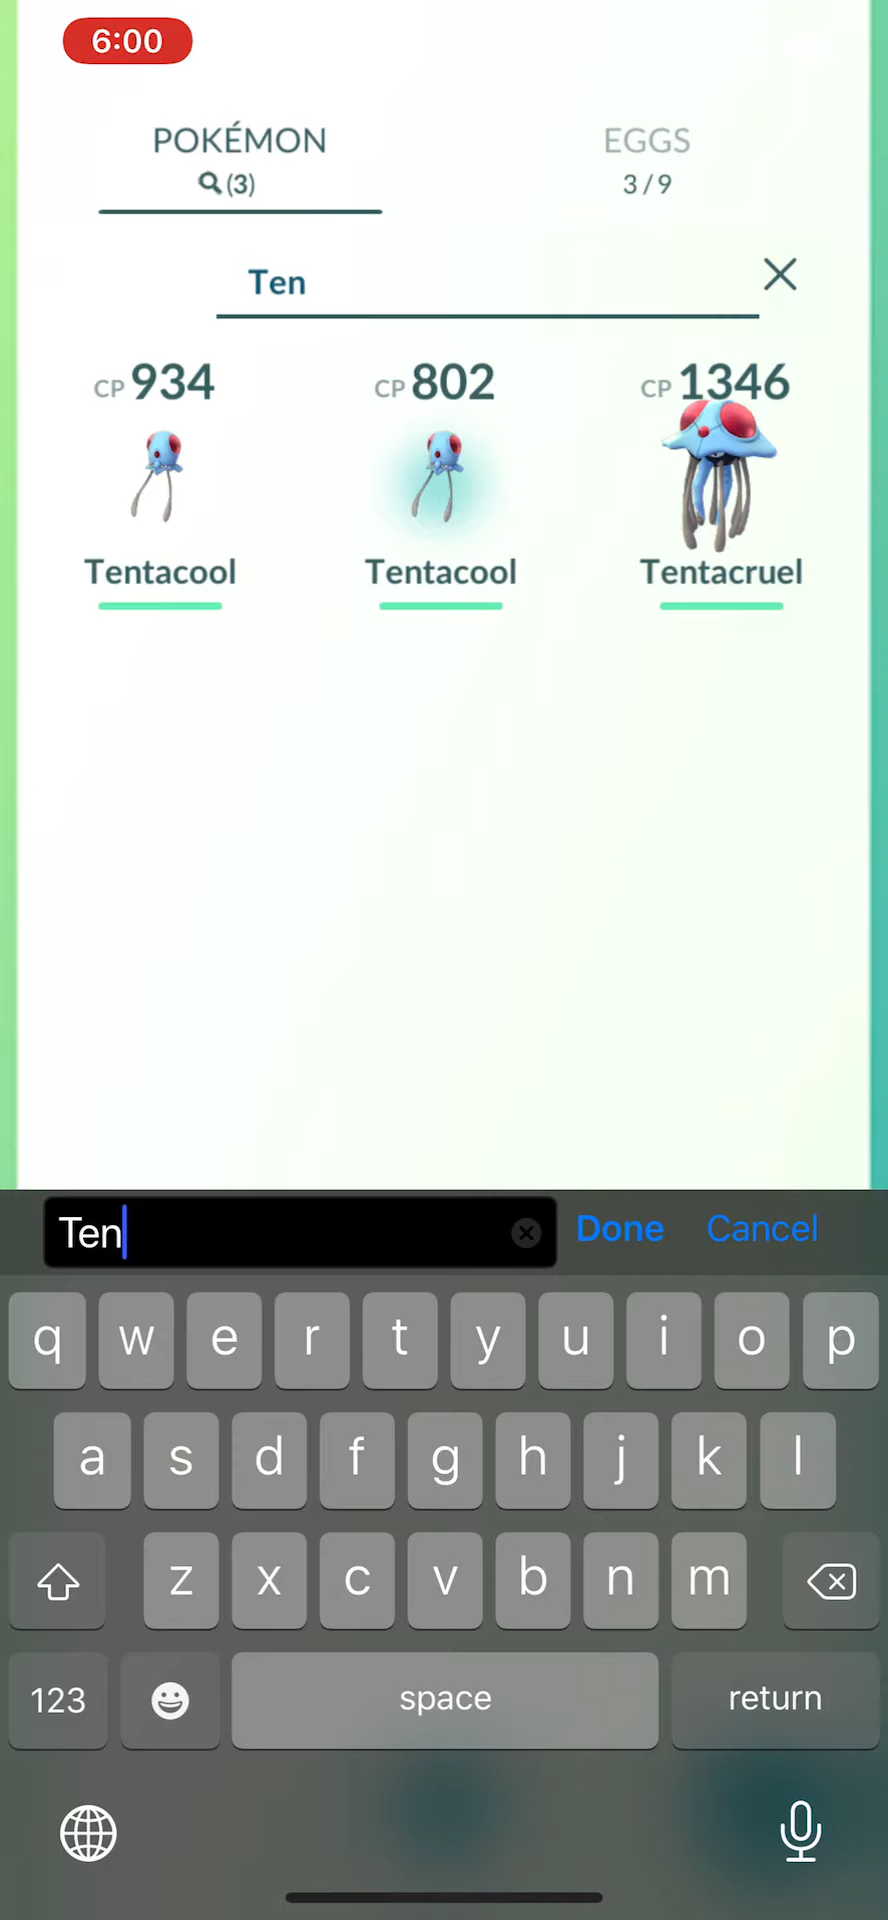 6:00
POKÉMON EGGS
(3) 3 / 9
Ten
CP 934 CP 802 CP 1346
Tentacool Tentacool Tentacruel
Ten Done Cancel
q w e r t y u i o p
a s d f g h j k l
z x c v b n m
123 space return